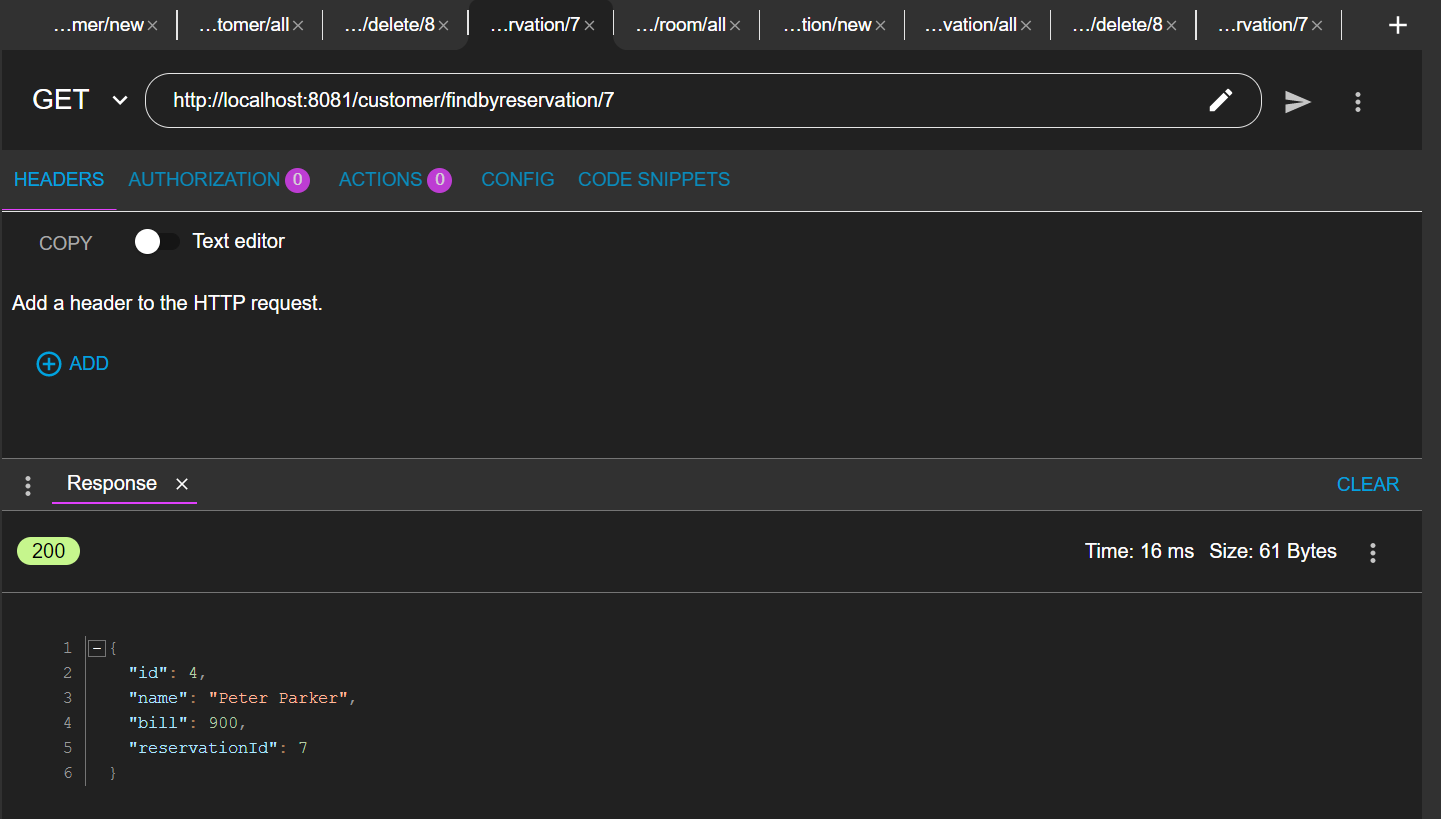 …mer/new× …tomer/all× …/delete/8× …rvation/7× …/room/all× …tion/new× …vation/all× …/delete/8× …rvation/7× +
GET http://localhost:8081/customer/findbyreservation/7
HEADERS AUTHORIZATION 0 ACTIONS 0 CONFIG CODE SNIPPETS
COPY Text editor
Add a header to the HTTP request.
ADD
Response × CLEAR
200 Time: 16 ms Size: 61 Bytes
1 {
2 "id": 4,
3 "name": "Peter Parker",
4 "bill": 900,
5 "reservationId": 7
6 }